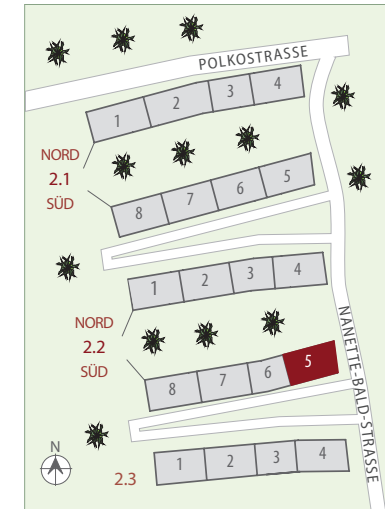 POLKOSTRASSE
1 2 3 4
NORD
2.1
SÜD
8 7 6 5
1 2 3 4
NORD
2.2
SÜD
8 7 6 5
NANETTE-BALD-STRASSE
N
2.3
1 2 3 4